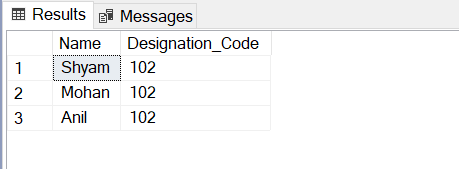 Results Messages
Name Designation_Code
1 Shyam 102
2 Mohan 102
3 Anil 102